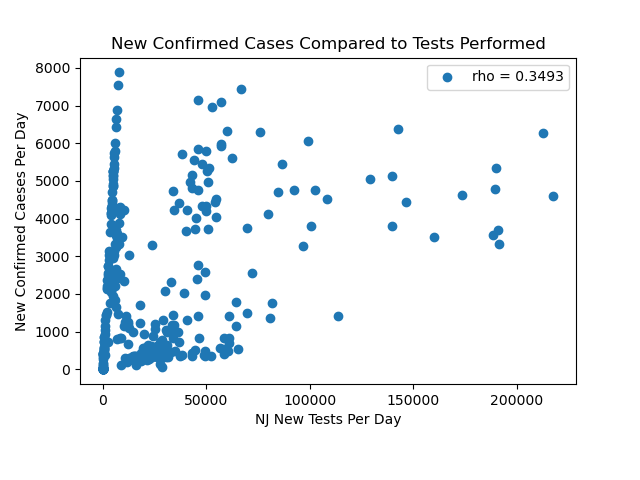 New Confirmed Cases Compared to Tests Performed
rho = 0.3493
New Confirmed Caeses Per Day
8000
7000
6000
5000
4000
3000
2000
1000
0
0 50000 100000 150000 200000
NJ New Tests Per Day